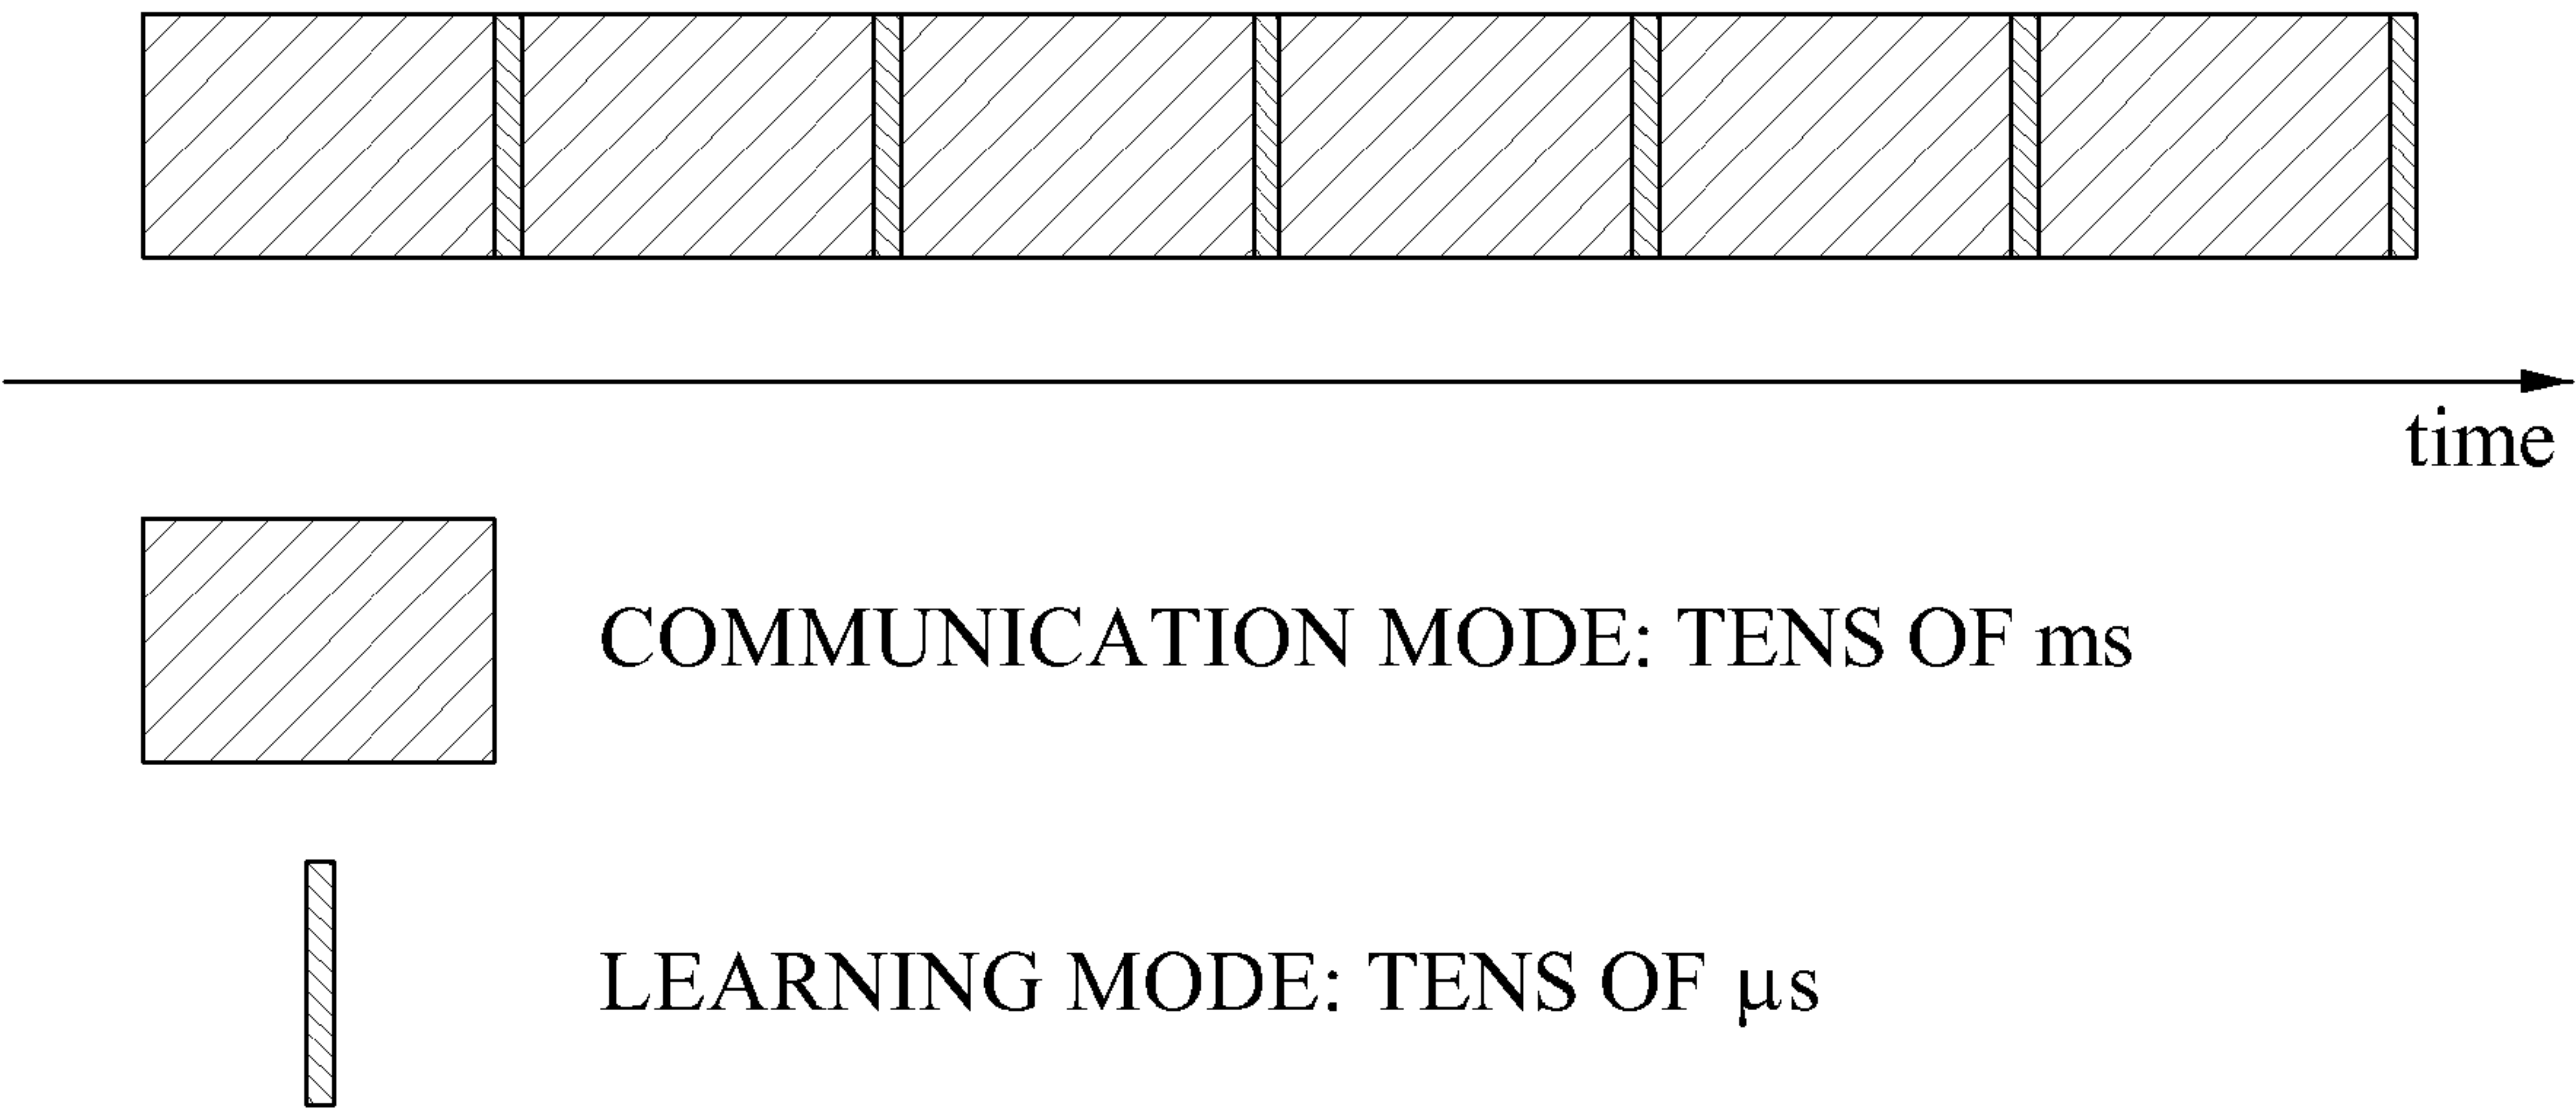 time
COMMUNICATION MODE: TENS OF ms
LEARNING MODE: TENS OF μs